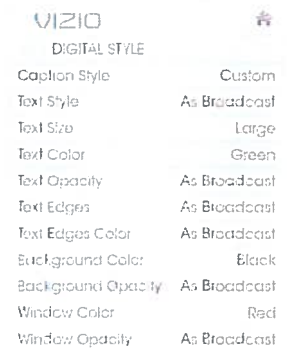 VIZIO
DIGITAL STYLE
Caption Style Custom
Text Style As Broadcast
Text Size Large
Text Color Green
Text Opacity As Broadcast
Text Edges As Broadcast
Text Edges Color As Broadcast
Background Color Black
Background Opacity As Broadcast
Window Color Red
Window Opacity As Broadcast